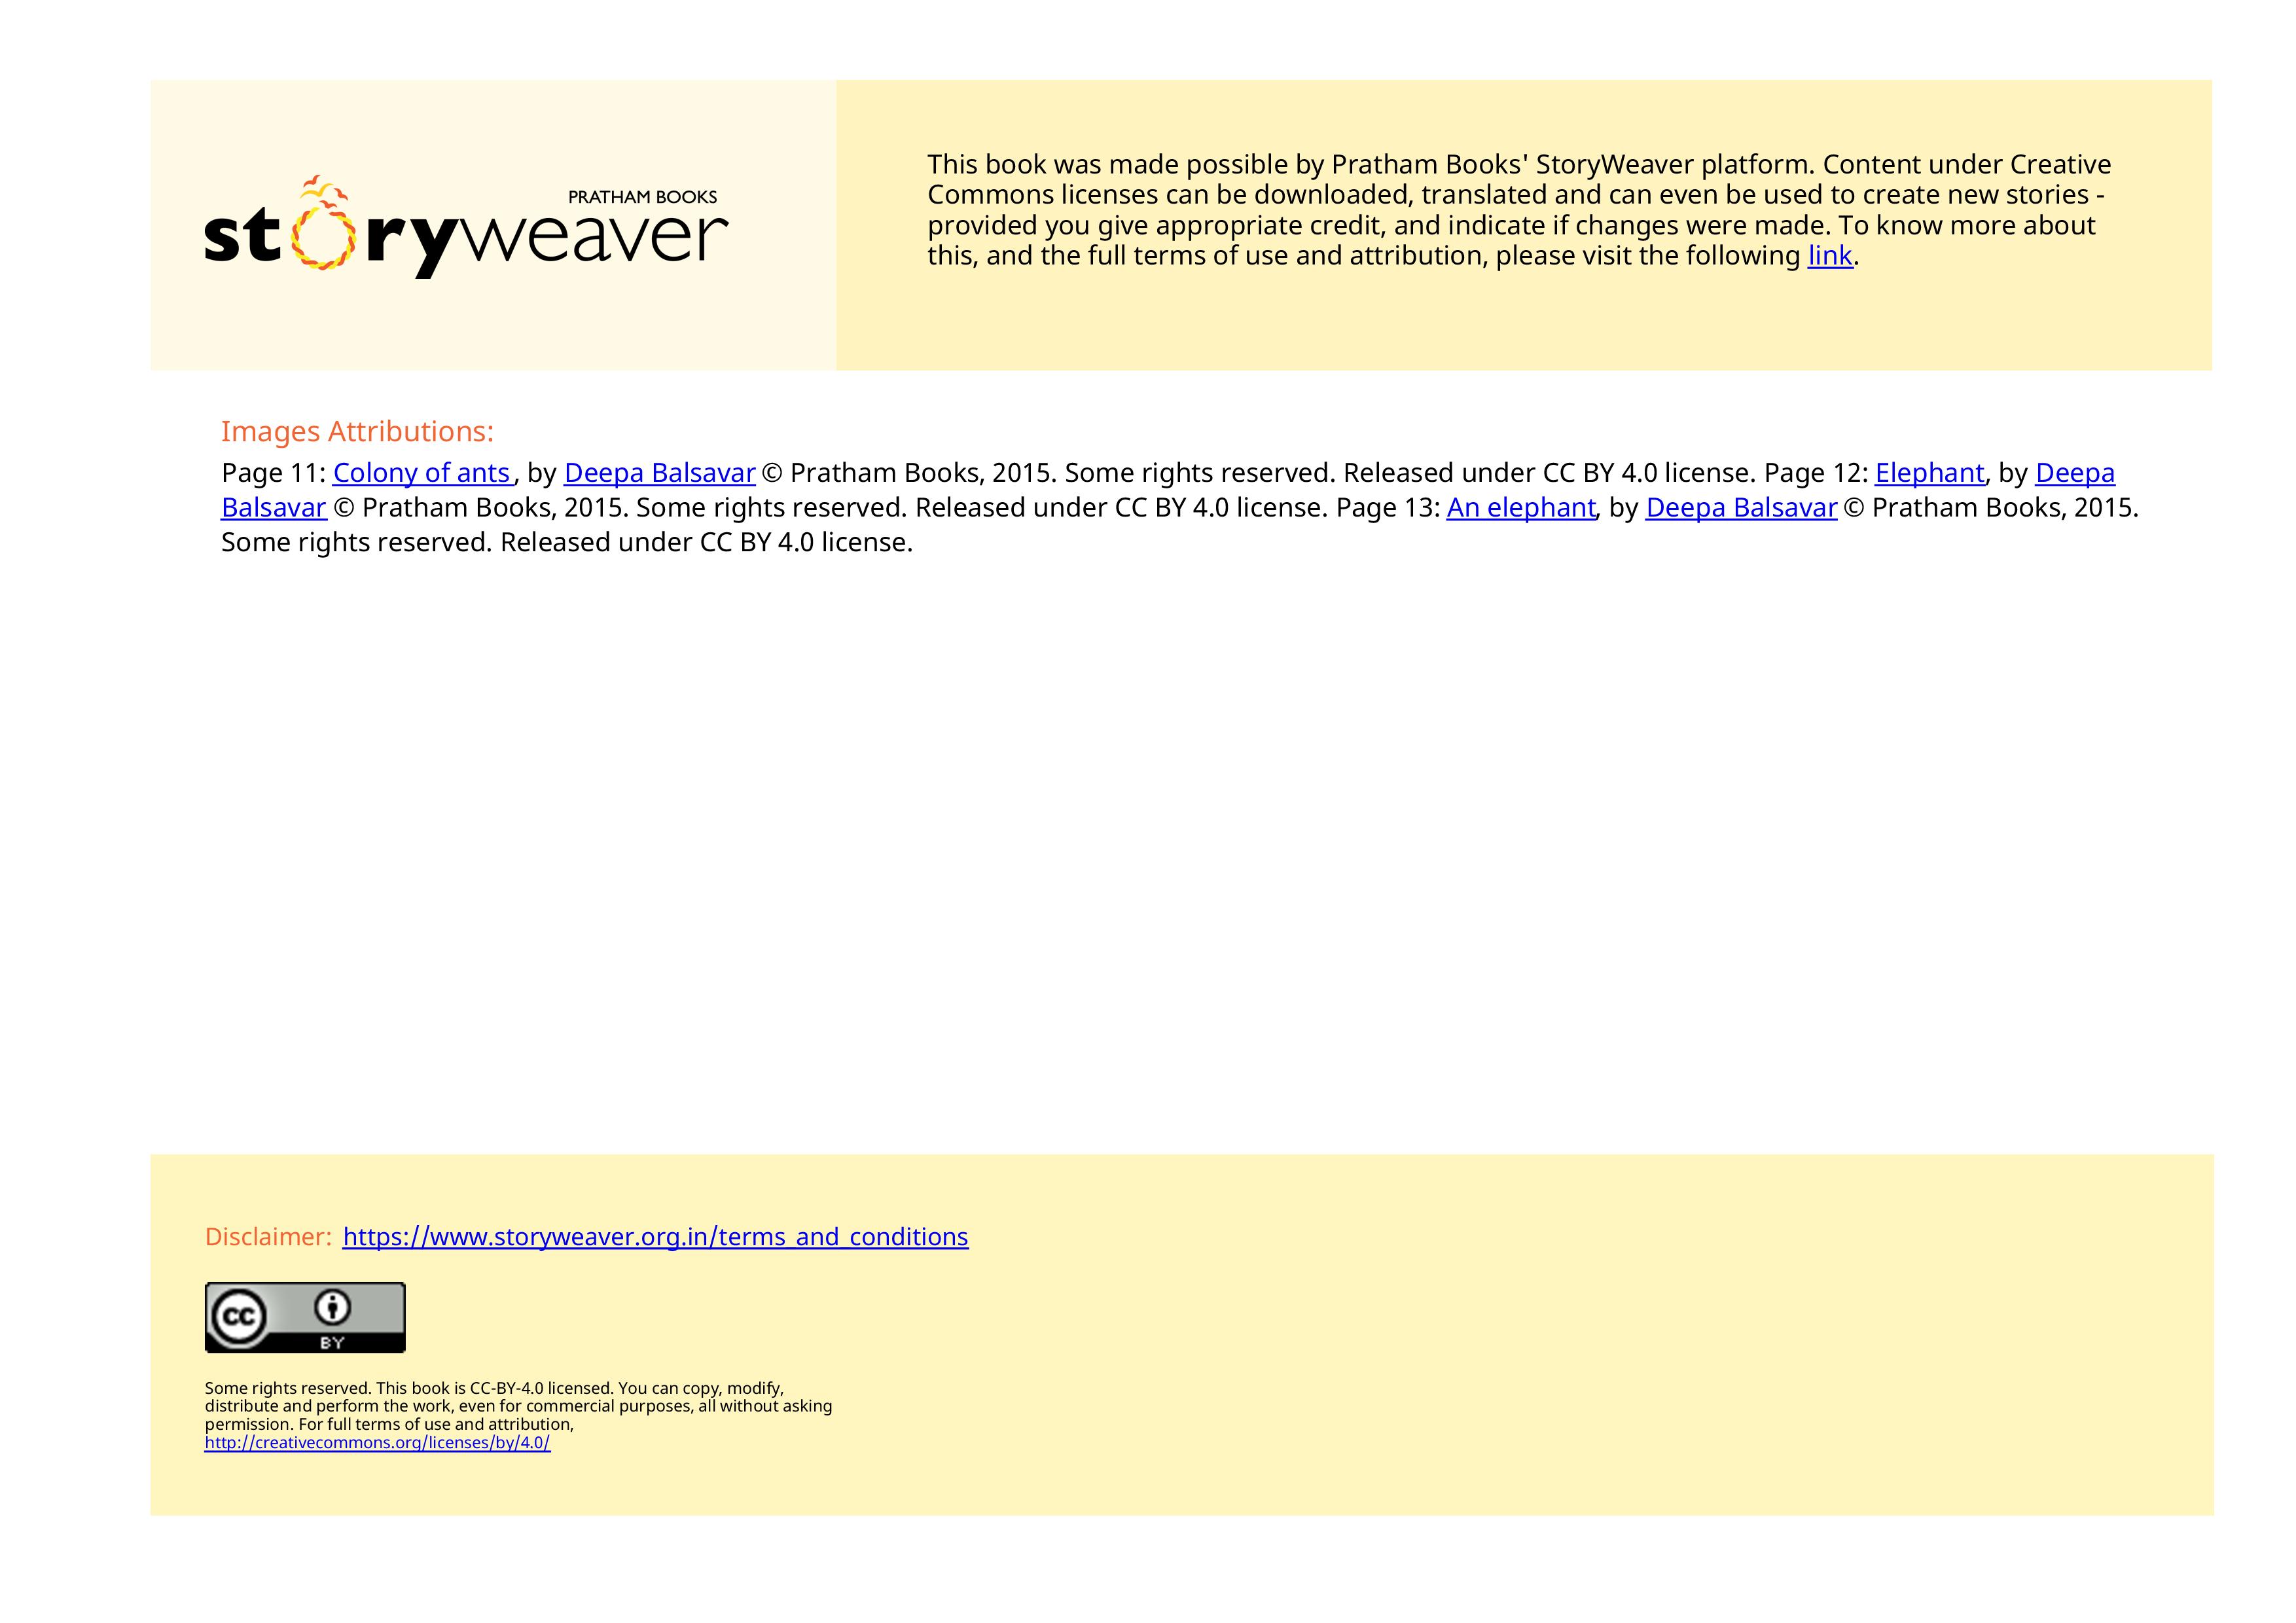 PRATHAM BOOKS
storyweaver
This book was made possible by Pratham Books' StoryWeaver platform. Content under Creative
Commons licenses can be downloaded, translated and can even be used to create new stories -
provided you give appropriate credit, and indicate if changes were made. To know more about
this, and the full terms of use and attribution, please visit the following link.
Images Attributions:
Page 11: Colony of ants , by Deepa Balsavar © Pratham Books, 2015. Some rights reserved. Released under CC BY 4.0 license. Page 12: Elephant, by Deepa
Balsavar © Pratham Books, 2015. Some rights reserved. Released under CC BY 4.0 license. Page 13: An elephant, by Deepa Balsavar © Pratham Books, 2015.
Some rights reserved. Released under CC BY 4.0 license.
Disclaimer: https://www.storyweaver.org.in/terms_and_conditions
cc
BY
Some rights reserved. This book is CC-BY-4.0 licensed. You can copy, modify,
distribute and perform the work, even for commercial purposes, all without asking
permission. For full terms of use and attribution,
http://creativecommons.org/licenses/by/4.0/